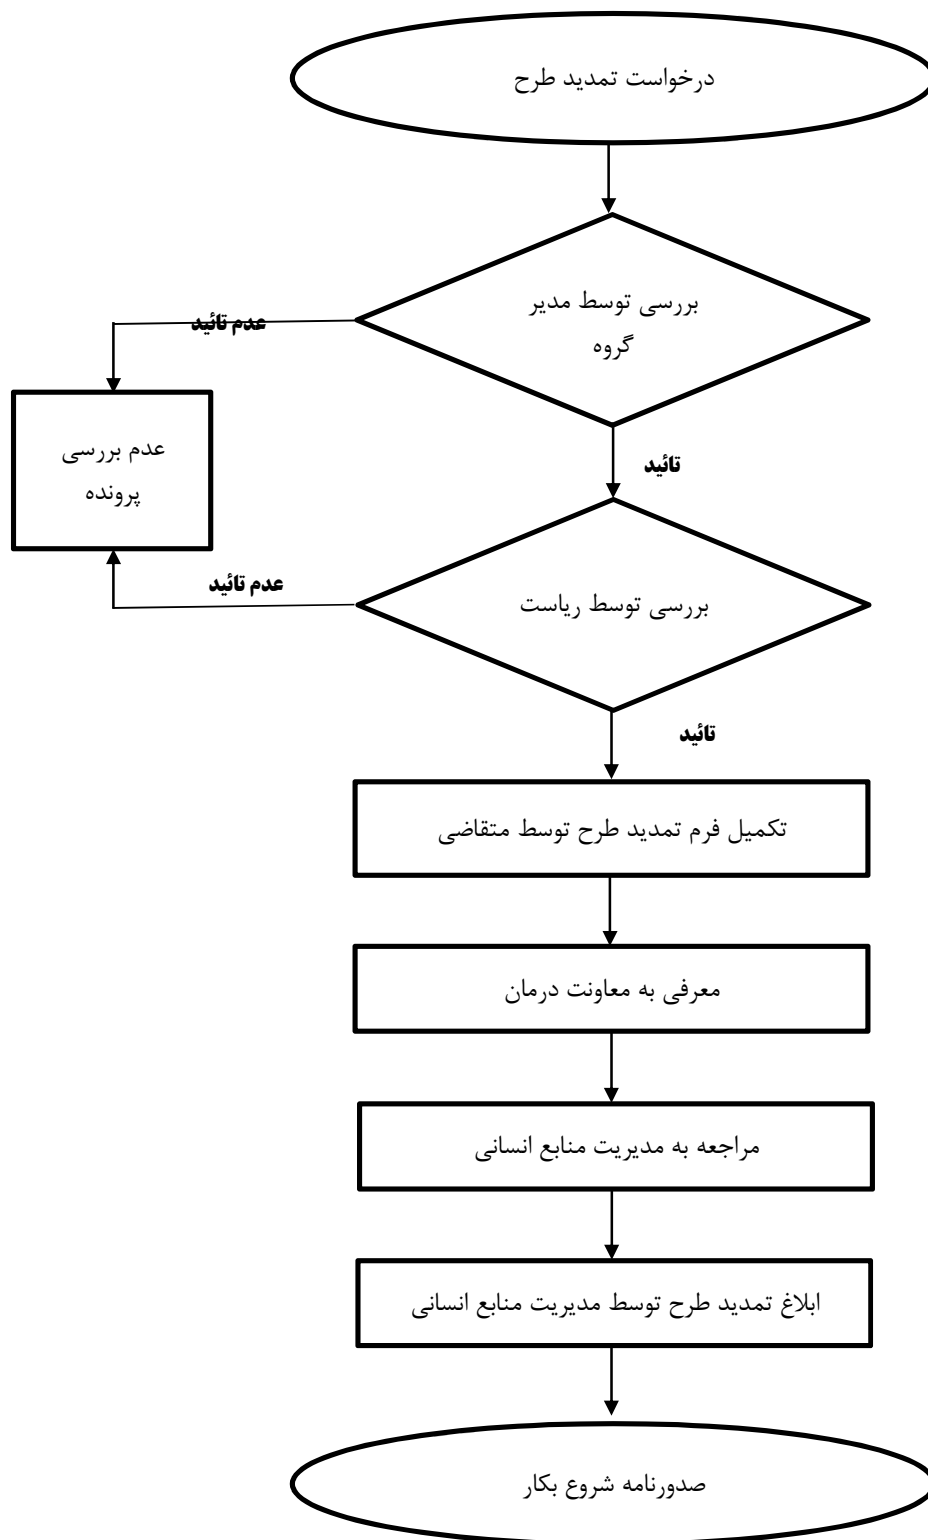 درخواست تمدید طرح
بررسی توسط مدیر
گروه
عدم تائید
عدم بررسی
پرونده
تائید
عدم تائید
بررسی توسط ریاست
تائید
تکمیل فرم تمدید طرح توسط متقاضی
معرفی به معاونت درمان
مراجعه به مدیریت منابع انسانی
ابلاغ تمدید طرح توسط مدیریت منابع انسانی
صدورنامه شروع بکار